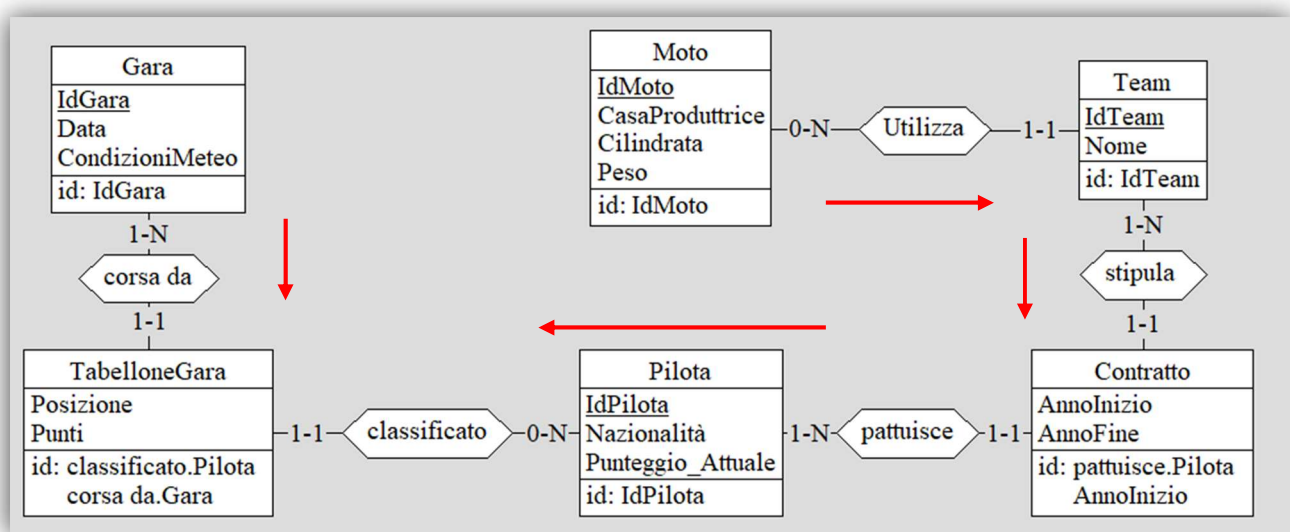 Gara
IdGara
Data
CondizioniMeteo
id: IdGara
1-N
corsa da
1-1
TabelloneGara
Posizione
Punti
id: classificato.Pilota
corsa da.Gara
1-1
classificato
0-N
Moto
IdMoto
CasaProduttrice
Cilindrata
Peso
id: IdMoto
0-N
Utilizza
1-1
Team
IdTeam
Nome
id: IdTeam
1-N
stipula
1-1
Pilota
IdPilota
Nazionalità
Punteggio_Attuale
id: IdPilota
1-N
pattuisce
1-1
Contratto
AnnoInizio
AnnoFine
id: pattuisce.Pilota
AnnoInizio